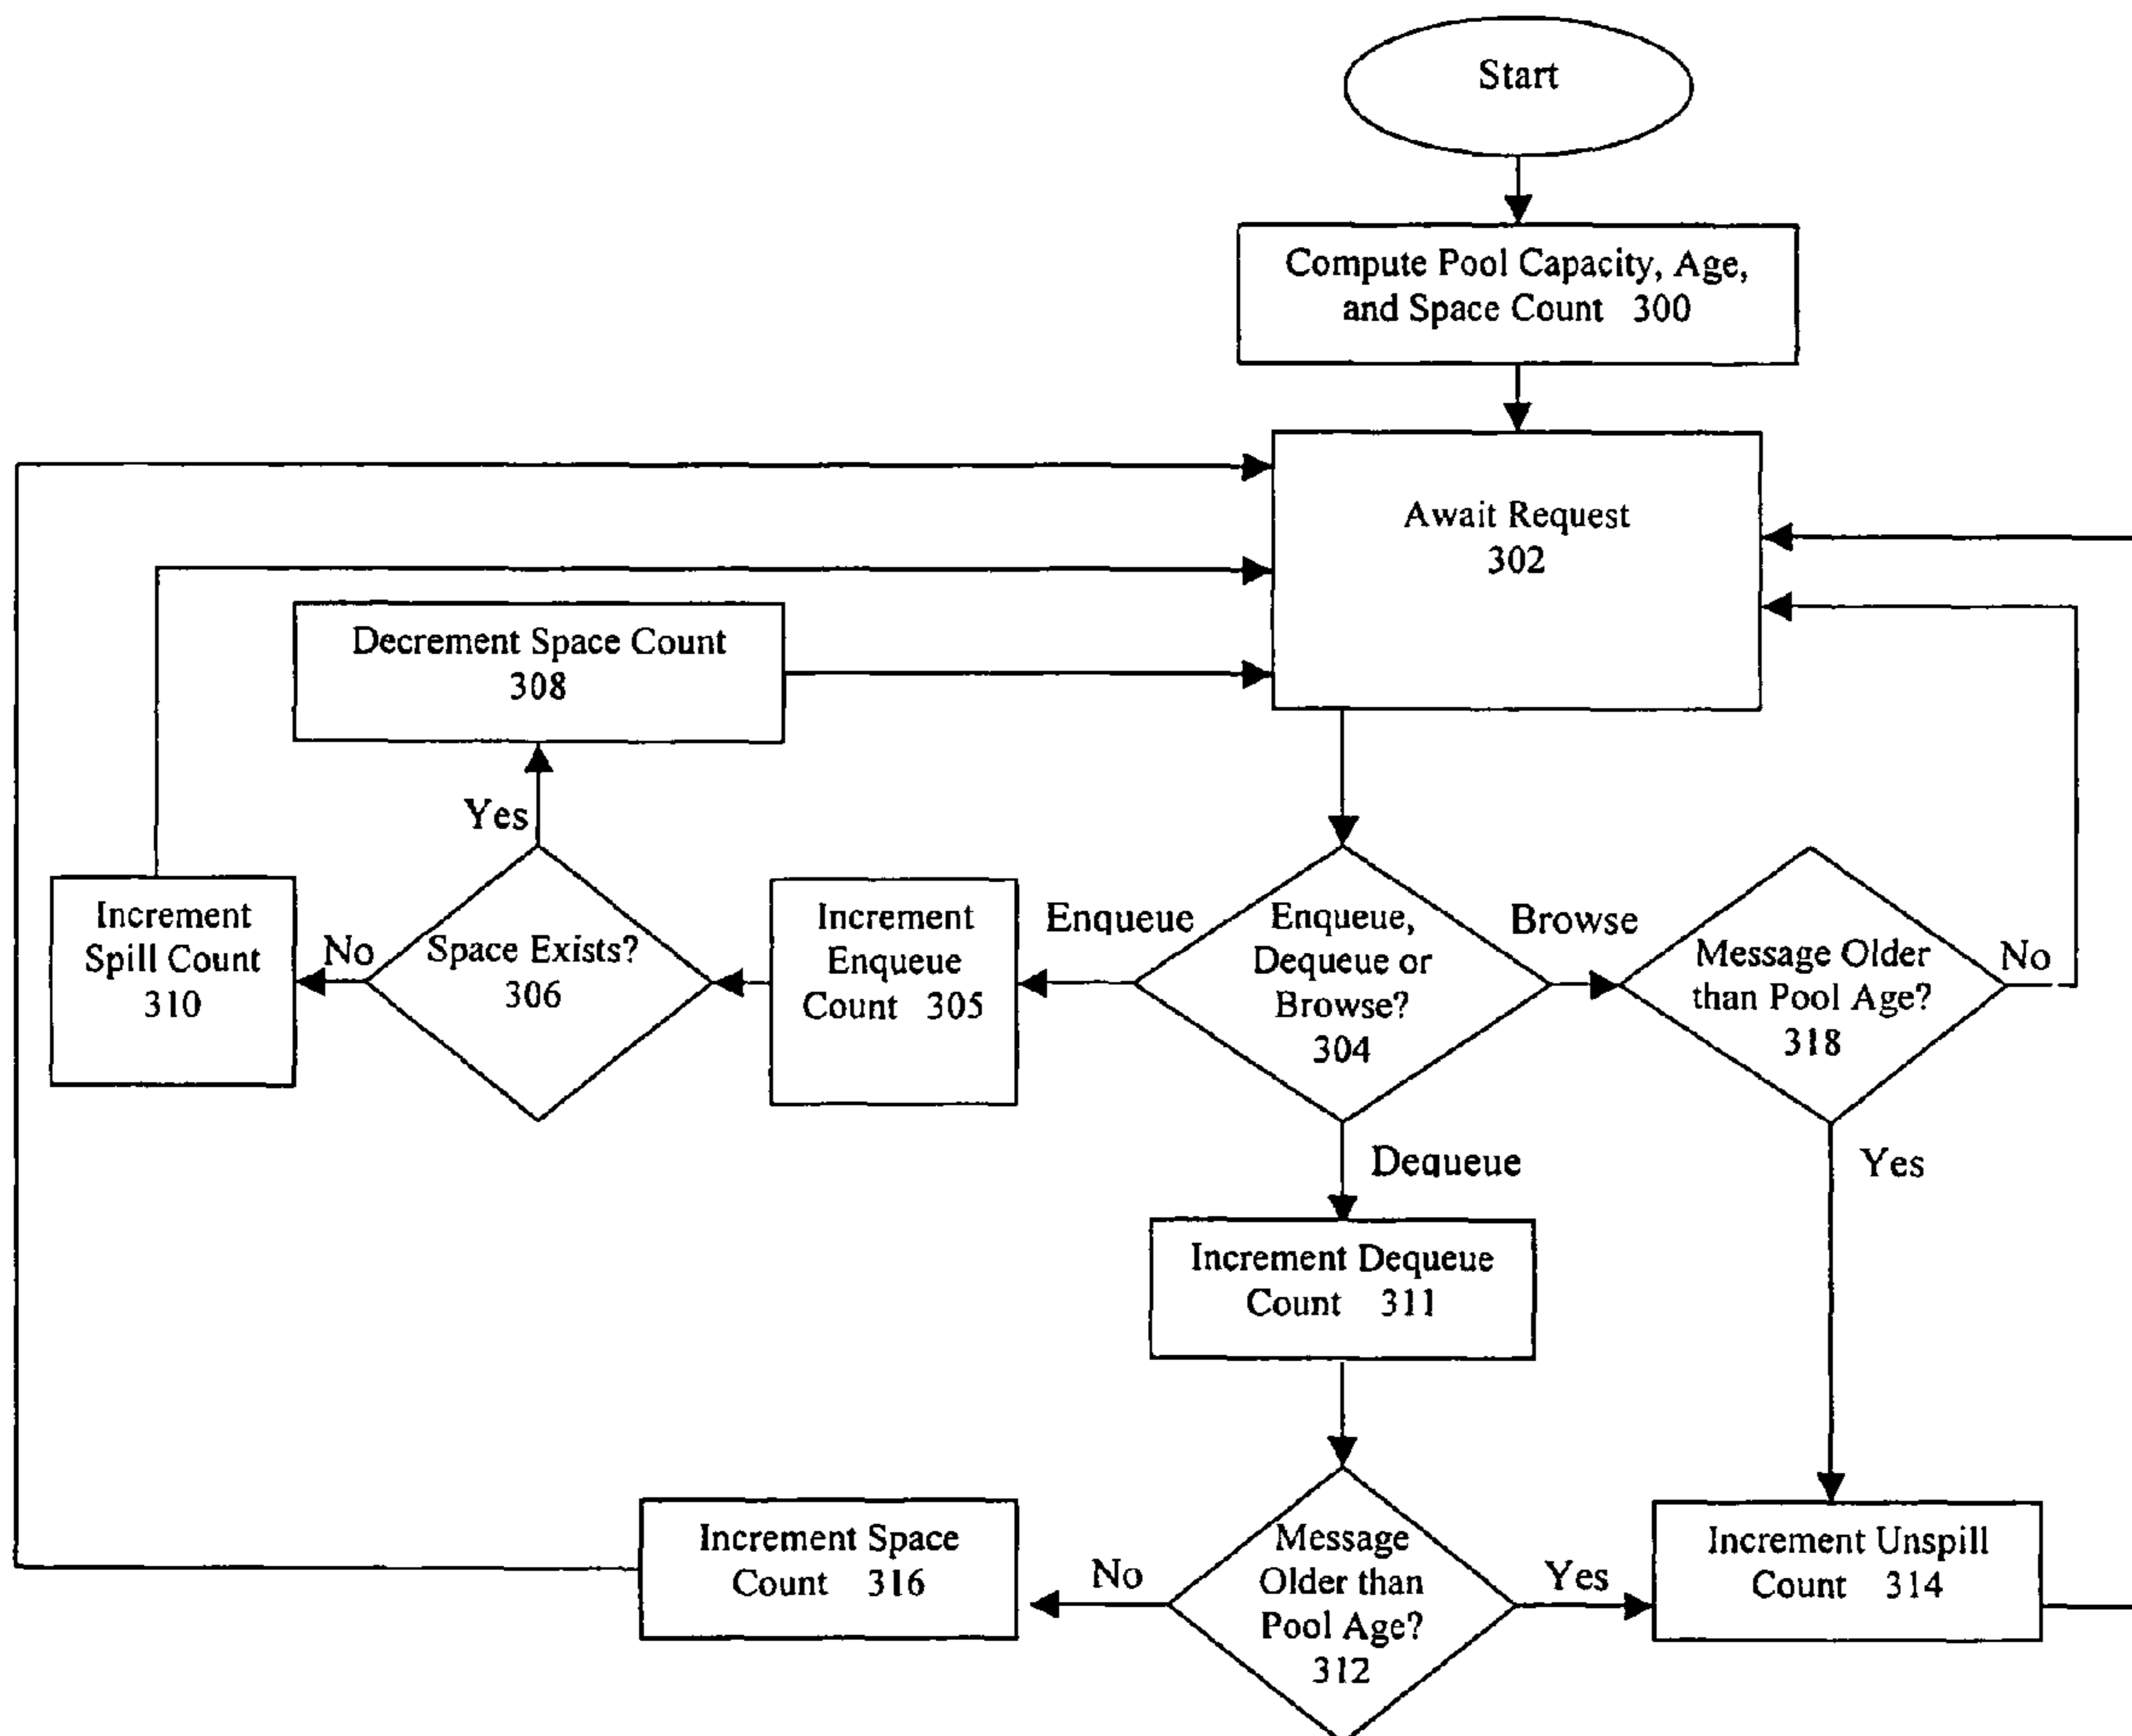 Start
Compute Pool Capacity, Age,
and Space Count 300
Await Request
302
Decrement Space Count
308
Yes
Increment
Spill Count
310
No
Space Exists?
306
Increment
Enqueue
Count 305
Enqueue
Enqueue,
Dequeue or
Browse?
304
Browse
Message Older
than Pool Age?
318
No
Dequeue
Yes
Increment Dequeue
Count 311
Increment Space
Count 316
No
Message
Older than
Pool Age?
312
Yes
Increment Unspill
Count 314